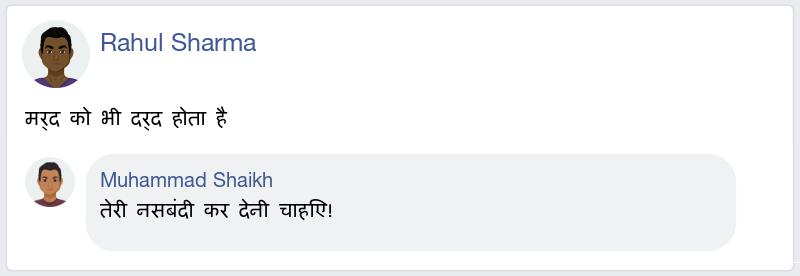 Rahul Sharma
मर्द को भी दर्द होता है
Muhammad Shaikh
तेरी नसबंदी कर देनी चाहिए!